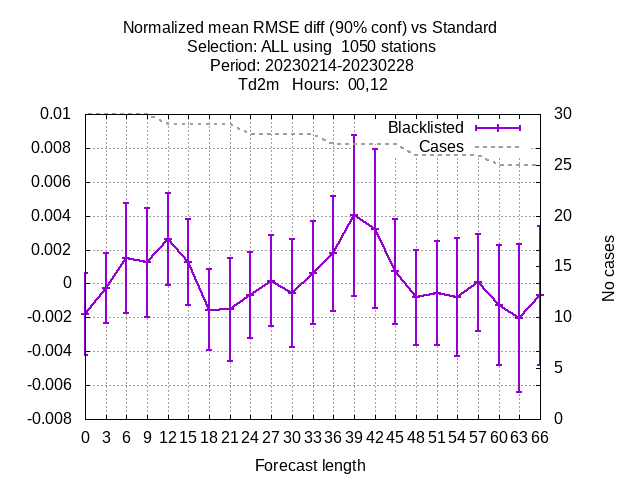 Normalized mean RMSE diff (90% conf) vs Standard
Selection: ALL using  1050 stations
Period: 20230214-20230228
Td2m   Hours:  00,12
Blacklisted
Cases
0.01
0.008
0.006
0.004
0.002
0
-0.002
-0.004
-0.006
-0.008
30
25
20
15
10
5
0
No cases
0 3 6 9 12 15 18 21 24 27 30 33 36 39 42 45 48 51 54 57 60 63 66
Forecast length